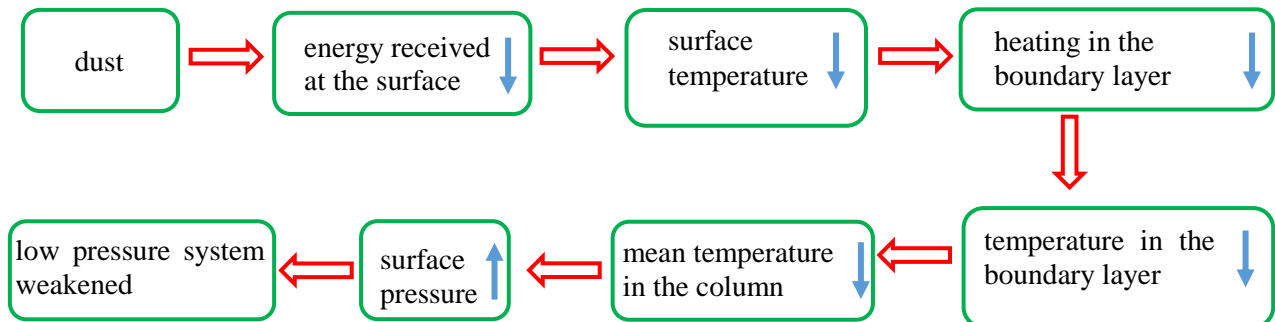 dust
energy received
at the surface
surface
temperature
heating in the
boundary layer
temperature in the
boundary layer
mean temperature
in the column
surface
pressure
low pressure system
weakened